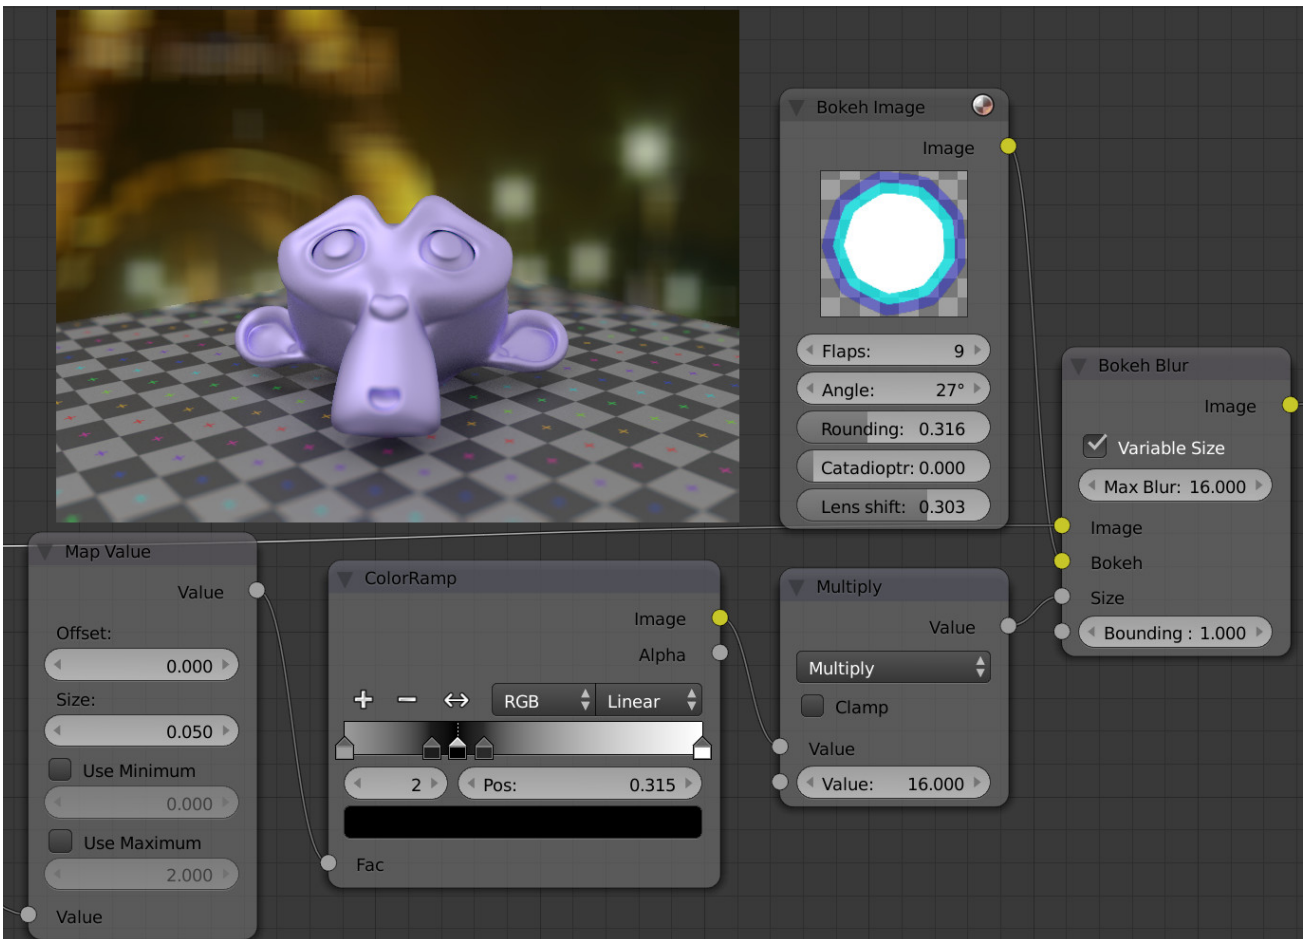 Bokeh Image
Image
Flaps: 9
Angle: 27°
Rounding: 0.316
Catadioptr: 0.000
Lens shift: 0.303
Bokeh Blur
Image
Variable Size
Max Blur: 16.000
Image
Bokeh
Size
Bounding : 1.000
Map Value
Value
Offset:
0.000
Size:
0.050
Use Minimum
0.000
Use Maximum
2.000
Value
ColorRamp
Image
Alpha
RGB Linear
2 Pos: 0.315
Fac
Multiply
Value
Multiply
Clamp
Value
Value: 16.000